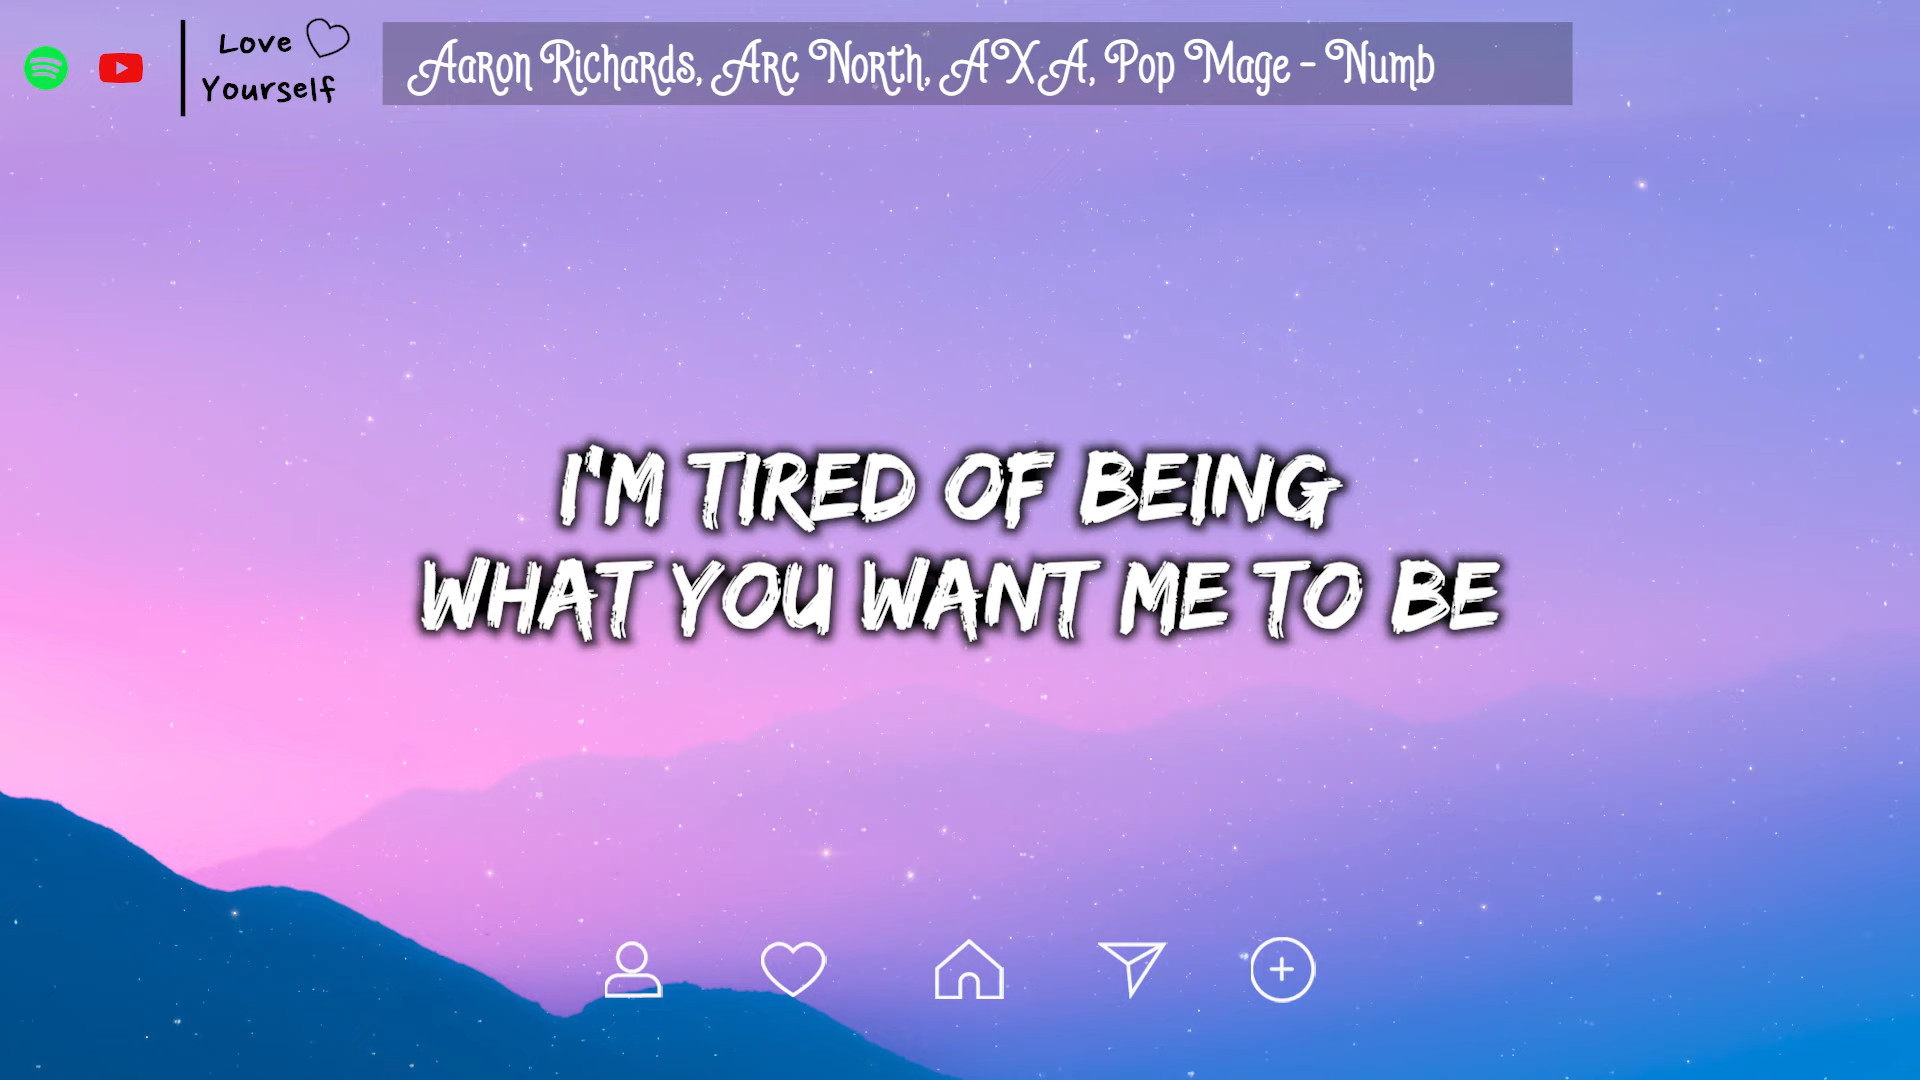 Love
Yourself
Aaron Richards, Arc North, AXA, Pop Mage - Numb
I'M TIRED OF BEING
WHAT YOU WANT ME TO BE